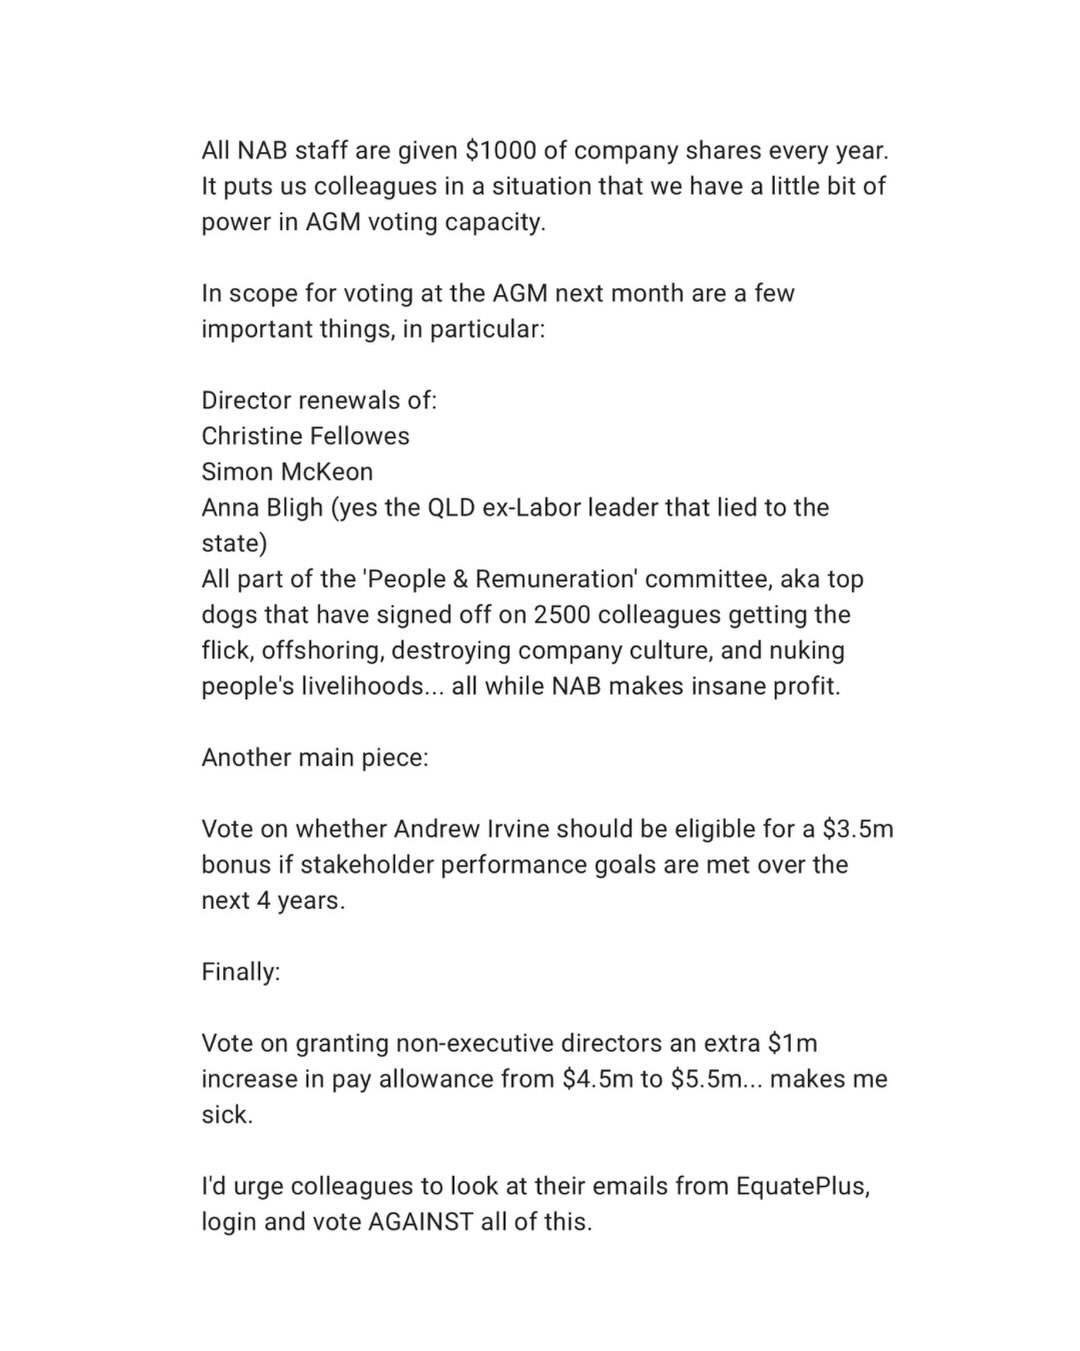 All NAB staff are given $1000 of company shares every year.
It puts us colleagues in a situation that we have a little bit of
power in AGM voting capacity.
In scope for voting at the AGM next month are a few
important things, in particular:
Director renewals of:
Christine Fellowes
Simon McKeon
Anna Bligh (yes the QLD ex-Labor leader that lied to the
state)
All part of the 'People & Remuneration' committee, aka top
dogs that have signed off on 2500 colleagues getting the
flick, offshoring, destroying company culture, and nuking
people's livelihoods... all while NAB makes insane profit.
Another main piece:
Vote on whether Andrew Irvine should be eligible for a $3.5m
bonus if stakeholder performance goals are met over the
next 4 years.
Finally:
Vote on granting non-executive directors an extra $1m
increase in pay allowance from $4.5m to $5.5m... makes me
sick.
I'd urge colleagues to look at their emails from EquatePlus,
login and vote AGAINST all of this.